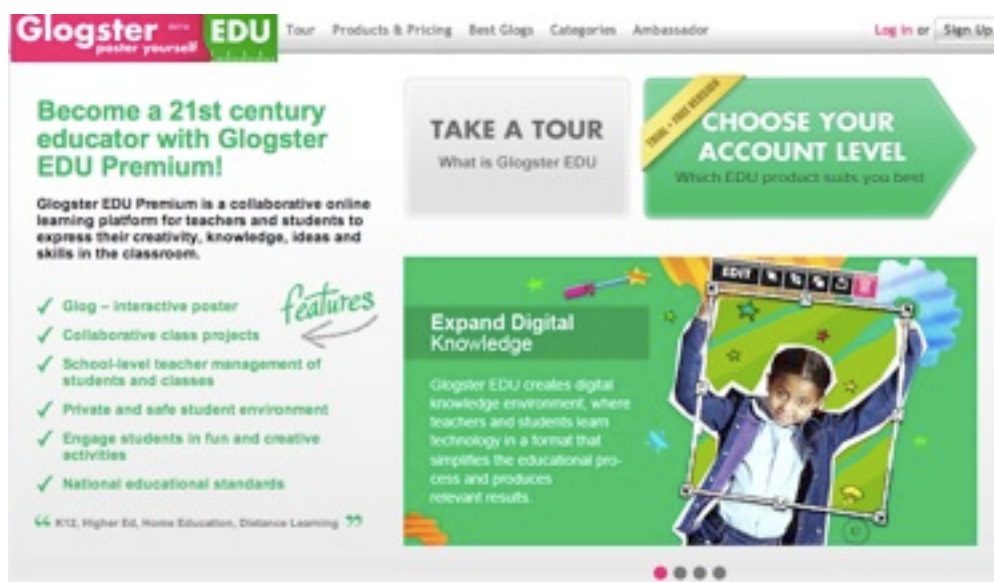 Glogster
poster yourself
EDU
Tour Products & Pricing Best Glogs Categories Ambassador
Log In or Sign Up
Become a 21st century
educator with Glogster
EDU Premium!
Glogster EDU Premium is a collaborative online
learning platform for teachers and students to
express their creativity, knowledge, ideas and
skills in the classroom.
features
✓ Glog – interactive poster
✓ Collaborative class projects
✓ School-level teacher management of
students and classes
✓ Private and safe student environment
✓ Engage students in fun and creative
activities
✓ National educational standards
“ K12, Higher Ed, Home Education, Distance Learning ”
TAKE A TOUR
What is Glogster EDU
TRIAL + FREE VERSION
CHOOSE YOUR
ACCOUNT LEVEL
Which EDU product suits you best
EDIT
Expand Digital
Knowledge
Glogster EDU creates digital
knowledge environment, where
teachers and students learn
technology in a format that
simplifies the educational pro-
cess and produces
relevant results.